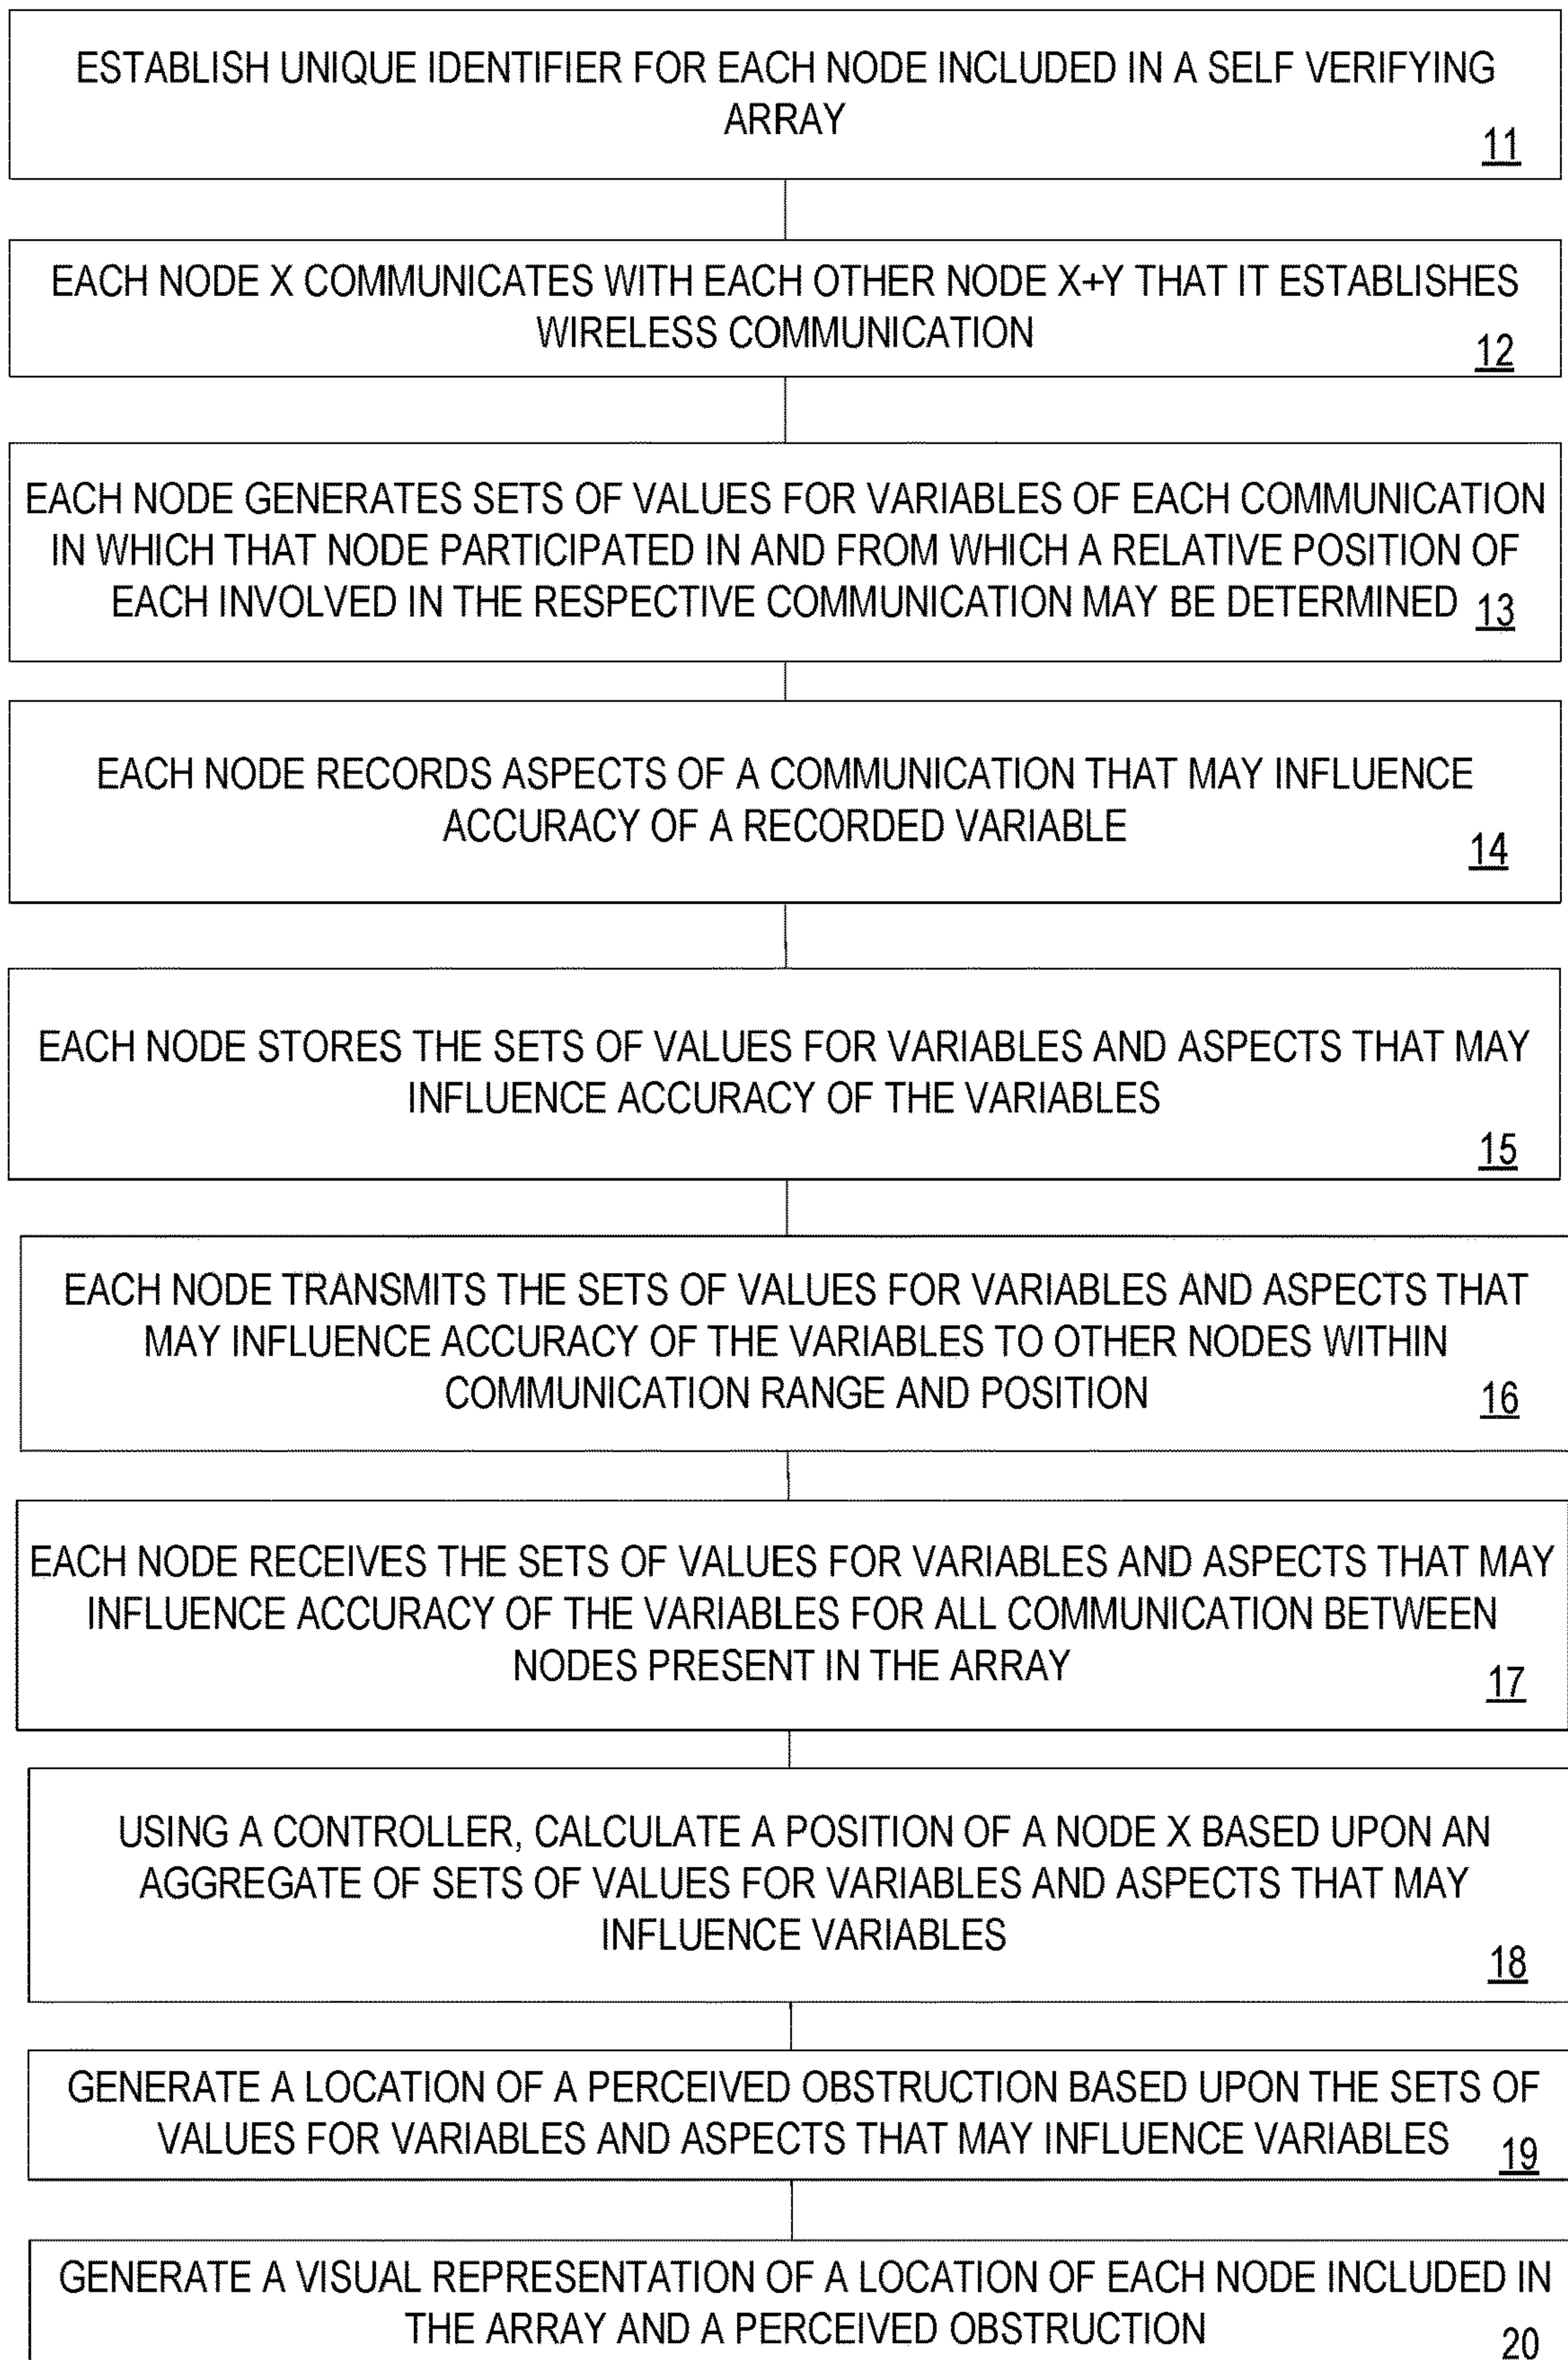 ESTABLISH UNIQUE IDENTIFIER FOR EACH NODE INCLUDED IN A SELF VERIFYING
ARRAY
11
EACH NODE X COMMUNICATES WITH EACH OTHER NODE X+Y THAT IT ESTABLISHES
WIRELESS COMMUNICATION
12
EACH NODE GENERATES SETS OF VALUES FOR VARIABLES OF EACH COMMUNICATION
IN WHICH THAT NODE PARTICIPATED IN AND FROM WHICH A RELATIVE POSITION OF
EACH INVOLVED IN THE RESPECTIVE COMMUNICATION MAY BE DETERMINED 13
EACH NODE RECORDS ASPECTS OF A COMMUNICATION THAT MAY INFLUENCE
ACCURACY OF A RECORDED VARIABLE
14
EACH NODE STORES THE SETS OF VALUES FOR VARIABLES AND ASPECTS THAT MAY
INFLUENCE ACCURACY OF THE VARIABLES
15
EACH NODE TRANSMITS THE SETS OF VALUES FOR VARIABLES AND ASPECTS THAT
MAY INFLUENCE ACCURACY OF THE VARIABLES TO OTHER NODES WITHIN
COMMUNICATION RANGE AND POSITION
16
EACH NODE RECEIVES THE SETS OF VALUES FOR VARIABLES AND ASPECTS THAT MAY
INFLUENCE ACCURACY OF THE VARIABLES FOR ALL COMMUNICATION BETWEEN
NODES PRESENT IN THE ARRAY
17
USING A CONTROLLER, CALCULATE A POSITION OF A NODE X BASED UPON AN
AGGREGATE OF SETS OF VALUES FOR VARIABLES AND ASPECTS THAT MAY
INFLUENCE VARIABLES
18
GENERATE A LOCATION OF A PERCEIVED OBSTRUCTION BASED UPON THE SETS OF
VALUES FOR VARIABLES AND ASPECTS THAT MAY INFLUENCE VARIABLES
19
GENERATE A VISUAL REPRESENTATION OF A LOCATION OF EACH NODE INCLUDED IN
THE ARRAY AND A PERCEIVED OBSTRUCTION
20